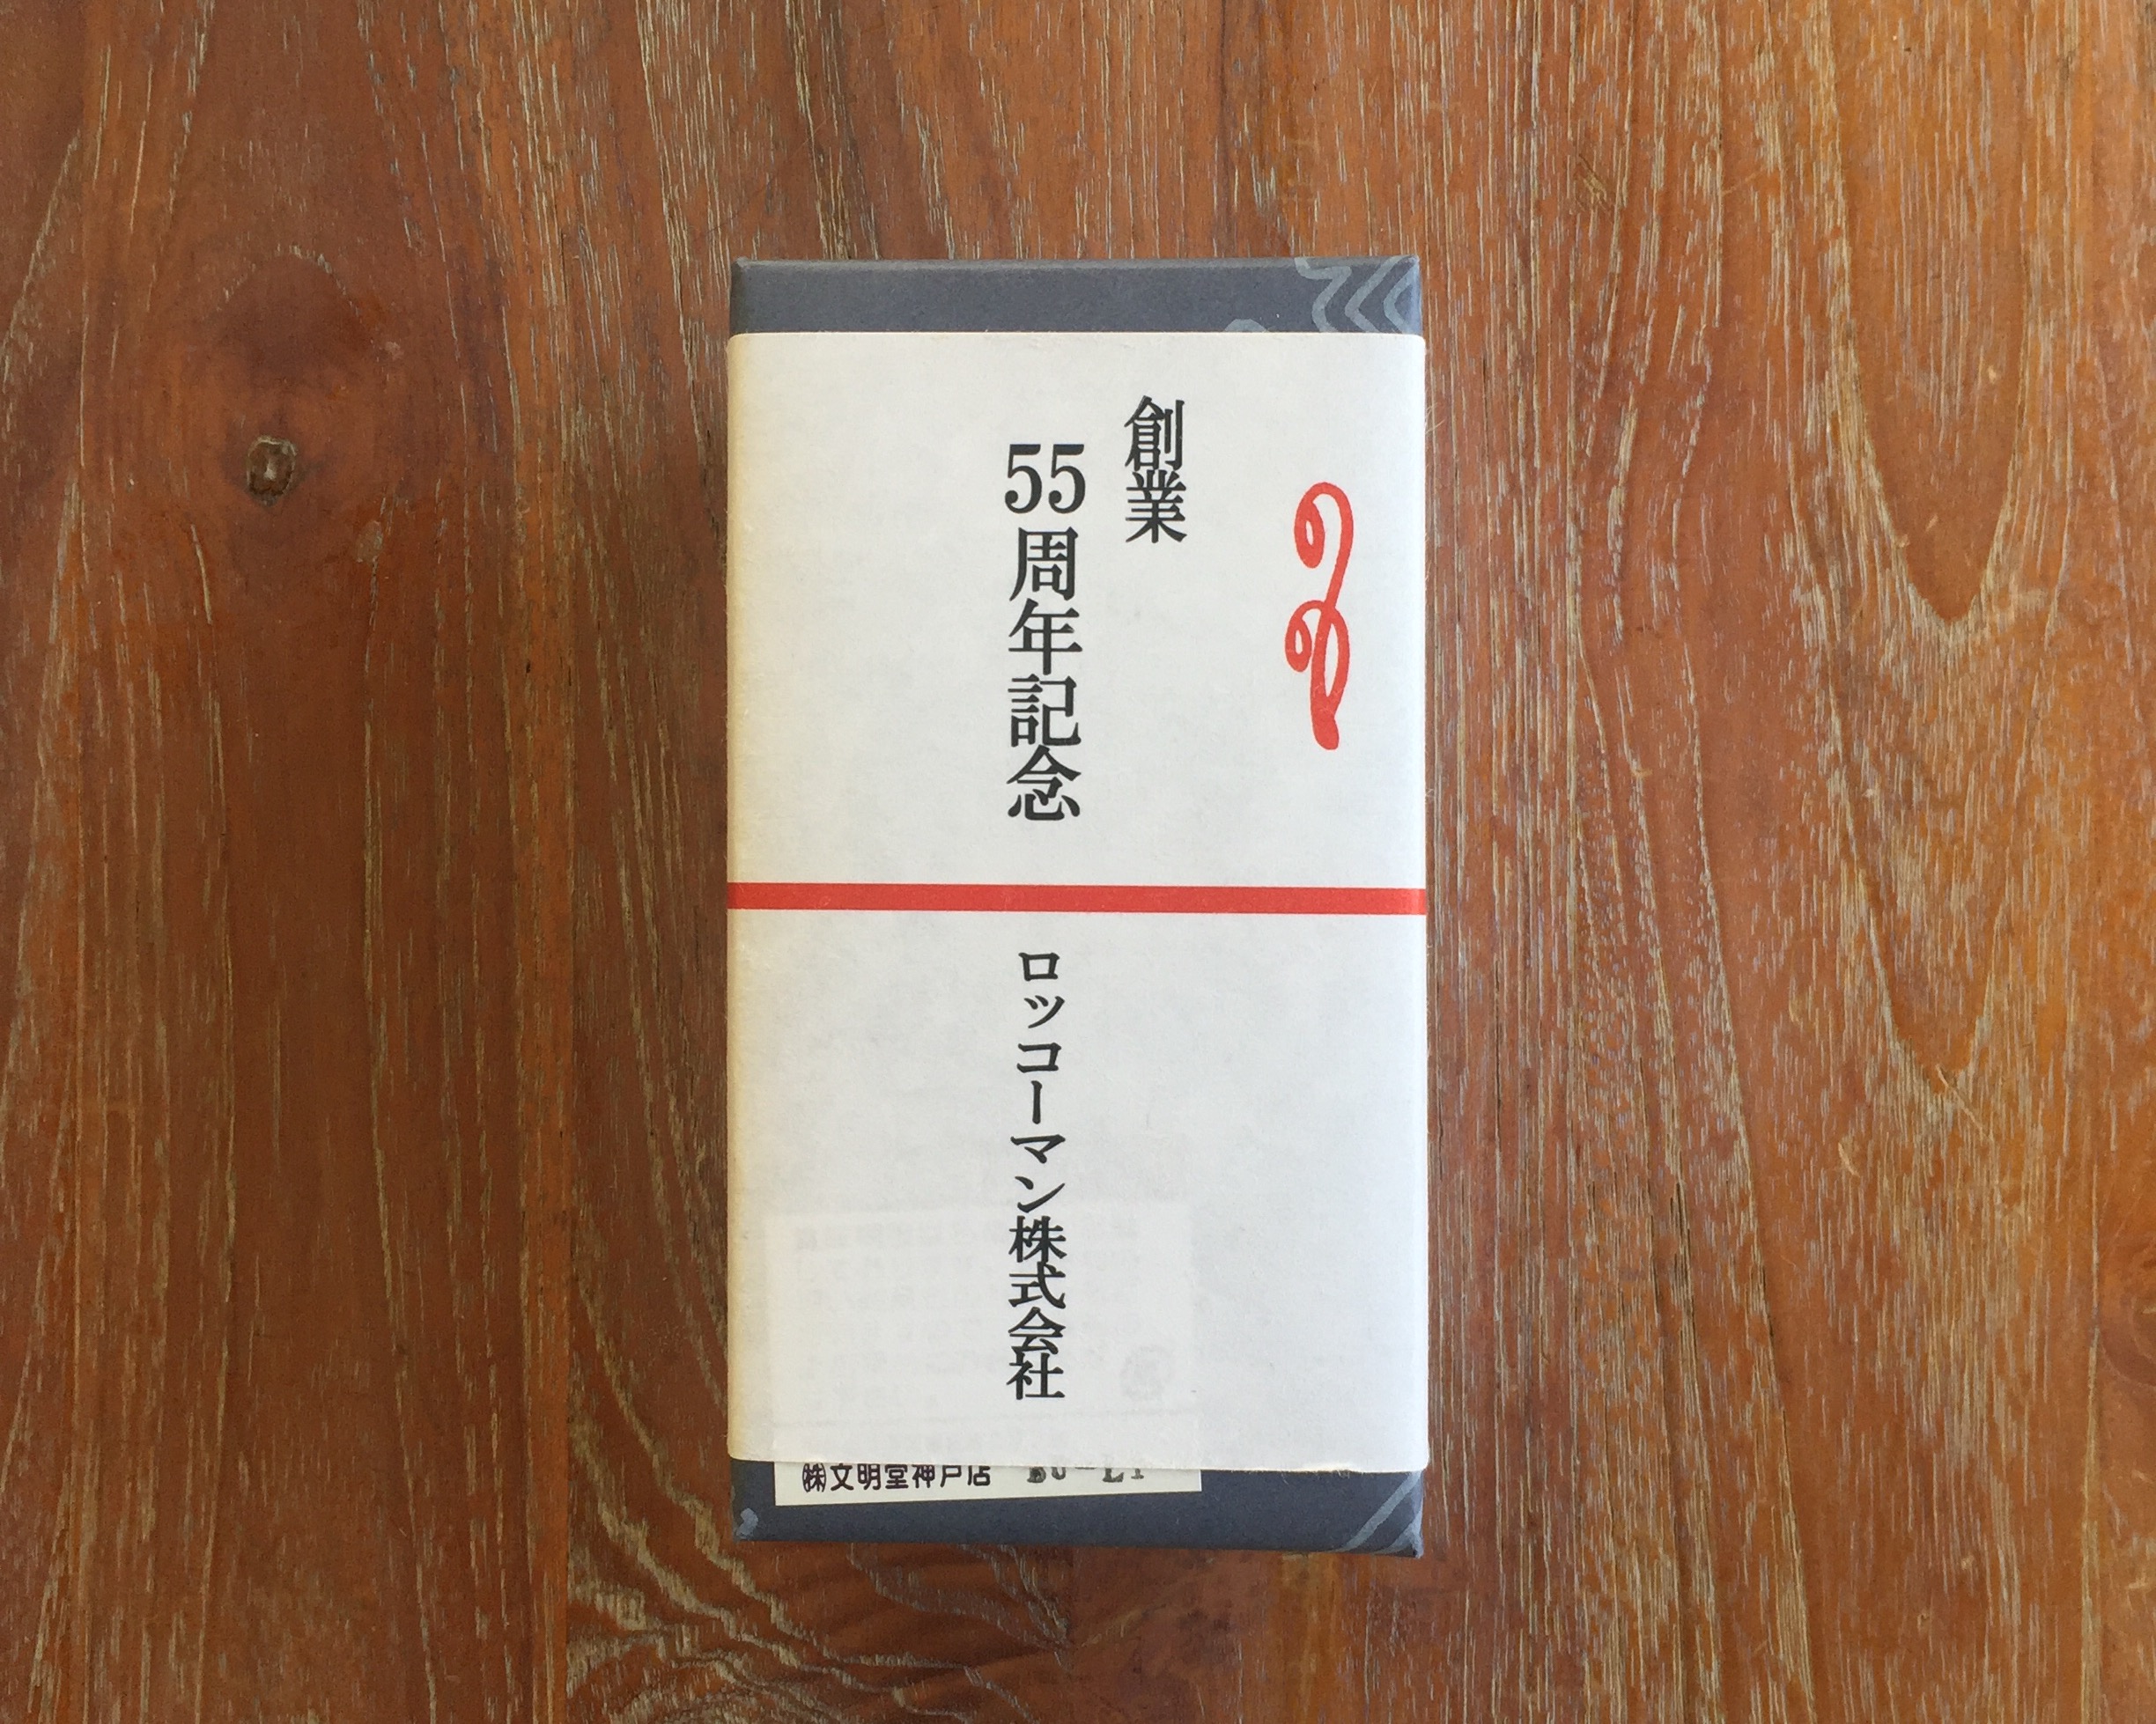 創業
55周年記念
ロッコーマン株式会社
㈱文明堂神戸店